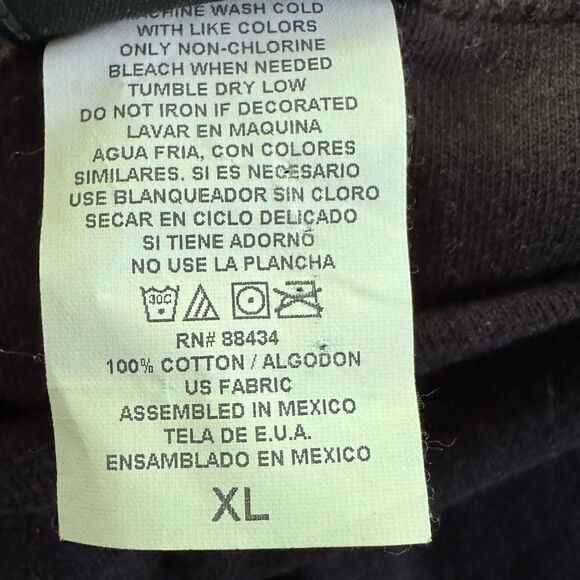 MACHINE WASH COLD
WITH LIKE COLORS
ONLY NON-CHLORINE
BLEACH WHEN NEEDED
TUMBLE DRY LOW
DO NOT IRON IF DECORATED
LAVAR EN MAQUINA
AGUA FRIA, CON COLORES
SIMILARES. SI ES NECESARIO
USE BLANQUEADOR SIN CLORO
SECAR EN CICLO DELICADO
SI TIENE ADORNO
NO USE LA PLANCHA
30C
RN# 88434
100% COTTON / ALGODON
US FABRIC
ASSEMBLED IN MEXICO
TELA DE E.U.A.
ENSAMBLADO EN MEXICO
XL